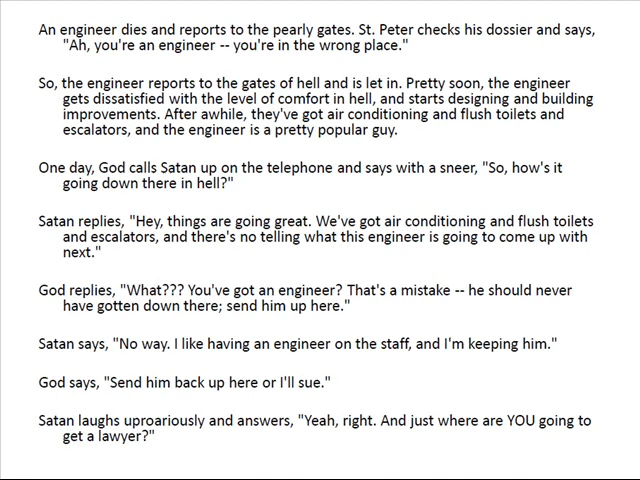 An engineer dies and reports to the pearly gates. St. Peter checks his dossier and says,
"Ah, you're an engineer -- you're in the wrong place."
So, the engineer reports to the gates of hell and is let in. Pretty soon, the engineer
gets dissatisfied with the level of comfort in hell, and starts designing and building
improvements. After awhile, they've got air conditioning and flush toilets and
escalators, and the engineer is a pretty popular guy.
One day, God calls Satan up on the telephone and says with a sneer, "So, how's it
going down there in hell?"
Satan replies, "Hey, things are going great. We've got air conditioning and flush toilets
and escalators, and there's no telling what this engineer is going to come up with
next."
God replies, "What??? You've got an engineer? That's a mistake -- he should never
have gotten down there; send him up here."
Satan says, "No way. I like having an engineer on the staff, and I'm keeping him."
God says, "Send him back up here or I'll sue."
Satan laughs uproariously and answers, "Yeah, right. And just where are YOU going to
get a lawyer?"